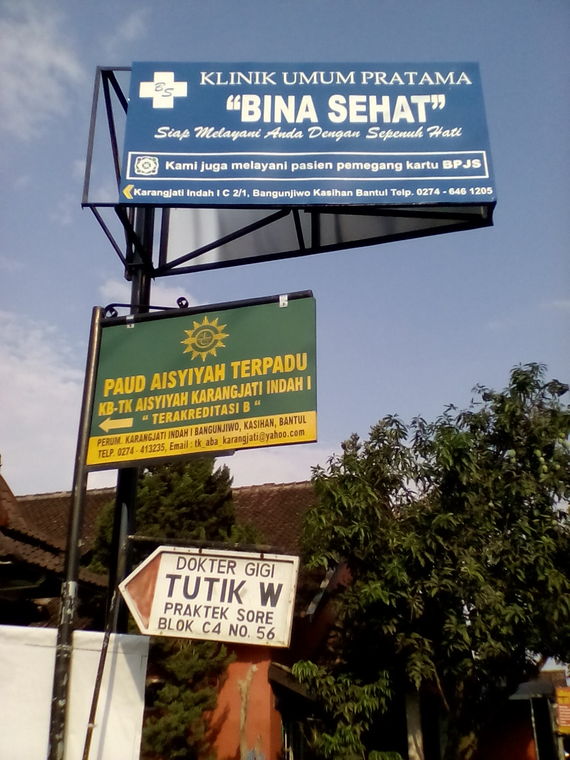 BS
KLINIK UMUM PRATAMA
"BINA SEHAT"
Siap Melayani Anda Dengan Sepenuh Hati
Kami juga melayani pasien pemegang kartu BPJS
Karangjati Indah I C 2/1, Bangunjiwo Kasihan Bantul Telp. 0274 - 646 1205
PAUD AISYIYAH TERPADU
KB-TK AISYIYAH KARANGJATI INDAH I
" TERAKREDITASI B "
PERUM. KARANGJATI INDAH I BANGUNJIWO, KASIHAN, BANTUL
TELP. 0274 - 413235, Email : tk_aba_karangjati@yahoo.com
DOKTER GIGI
TUTIK W
PRAKTEK SORE
BLOK C4 NO. 56